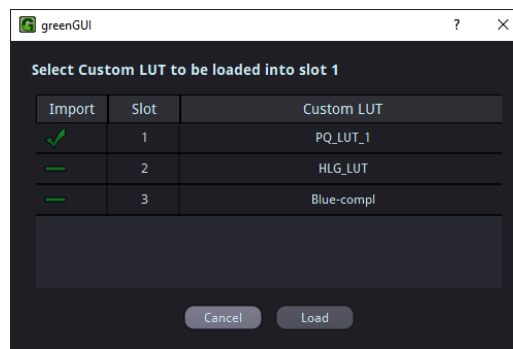 greenGUI
Select Custom LUT to be loaded into slot 1
Import Slot Custom LUT
1 PQ_LUT_1
2 HLG_LUT
3 Blue-compl
Cancel Load